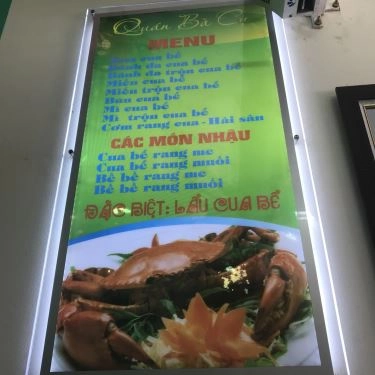 Quán Bà Cụ
MENU
cua bể
Bánh đa cua bể
Bánh đa trộn cua bể
Miến cua bể
Miến trộn cua bể
Bún cua bể
Mì cua bể
Mì trộn cua bể
Cơm rang cua - Hải sản
CÁC MÓN NHẬU
Cua bể rang me
Cua bể rang muối
Bề bề rang me
Bề bề rang muối
ĐẶC BIỆT: LẨU CUA BỂ